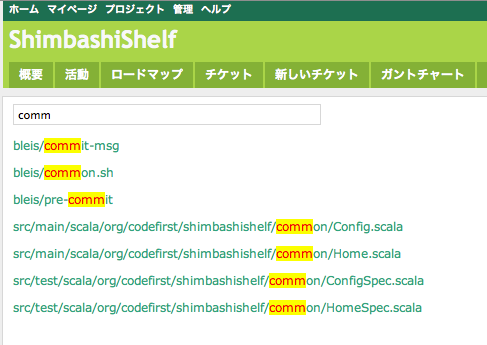 ホーム マイページ プロジェクト 管理 ヘルプ
ShimbashiShelf
概要 活動 ロードマップ チケット 新しいチケット ガントチャート
comm
bleis/commit-msg
bleis/common.sh
bleis/pre-commit
src/main/scala/org/codefirst/shimbashishelf/common/Config.scala
src/main/scala/org/codefirst/shimbashishelf/common/Home.scala
src/test/scala/org/codefirst/shimbashishelf/common/ConfigSpec.scala
src/test/scala/org/codefirst/shimbashishelf/common/HomeSpec.scala